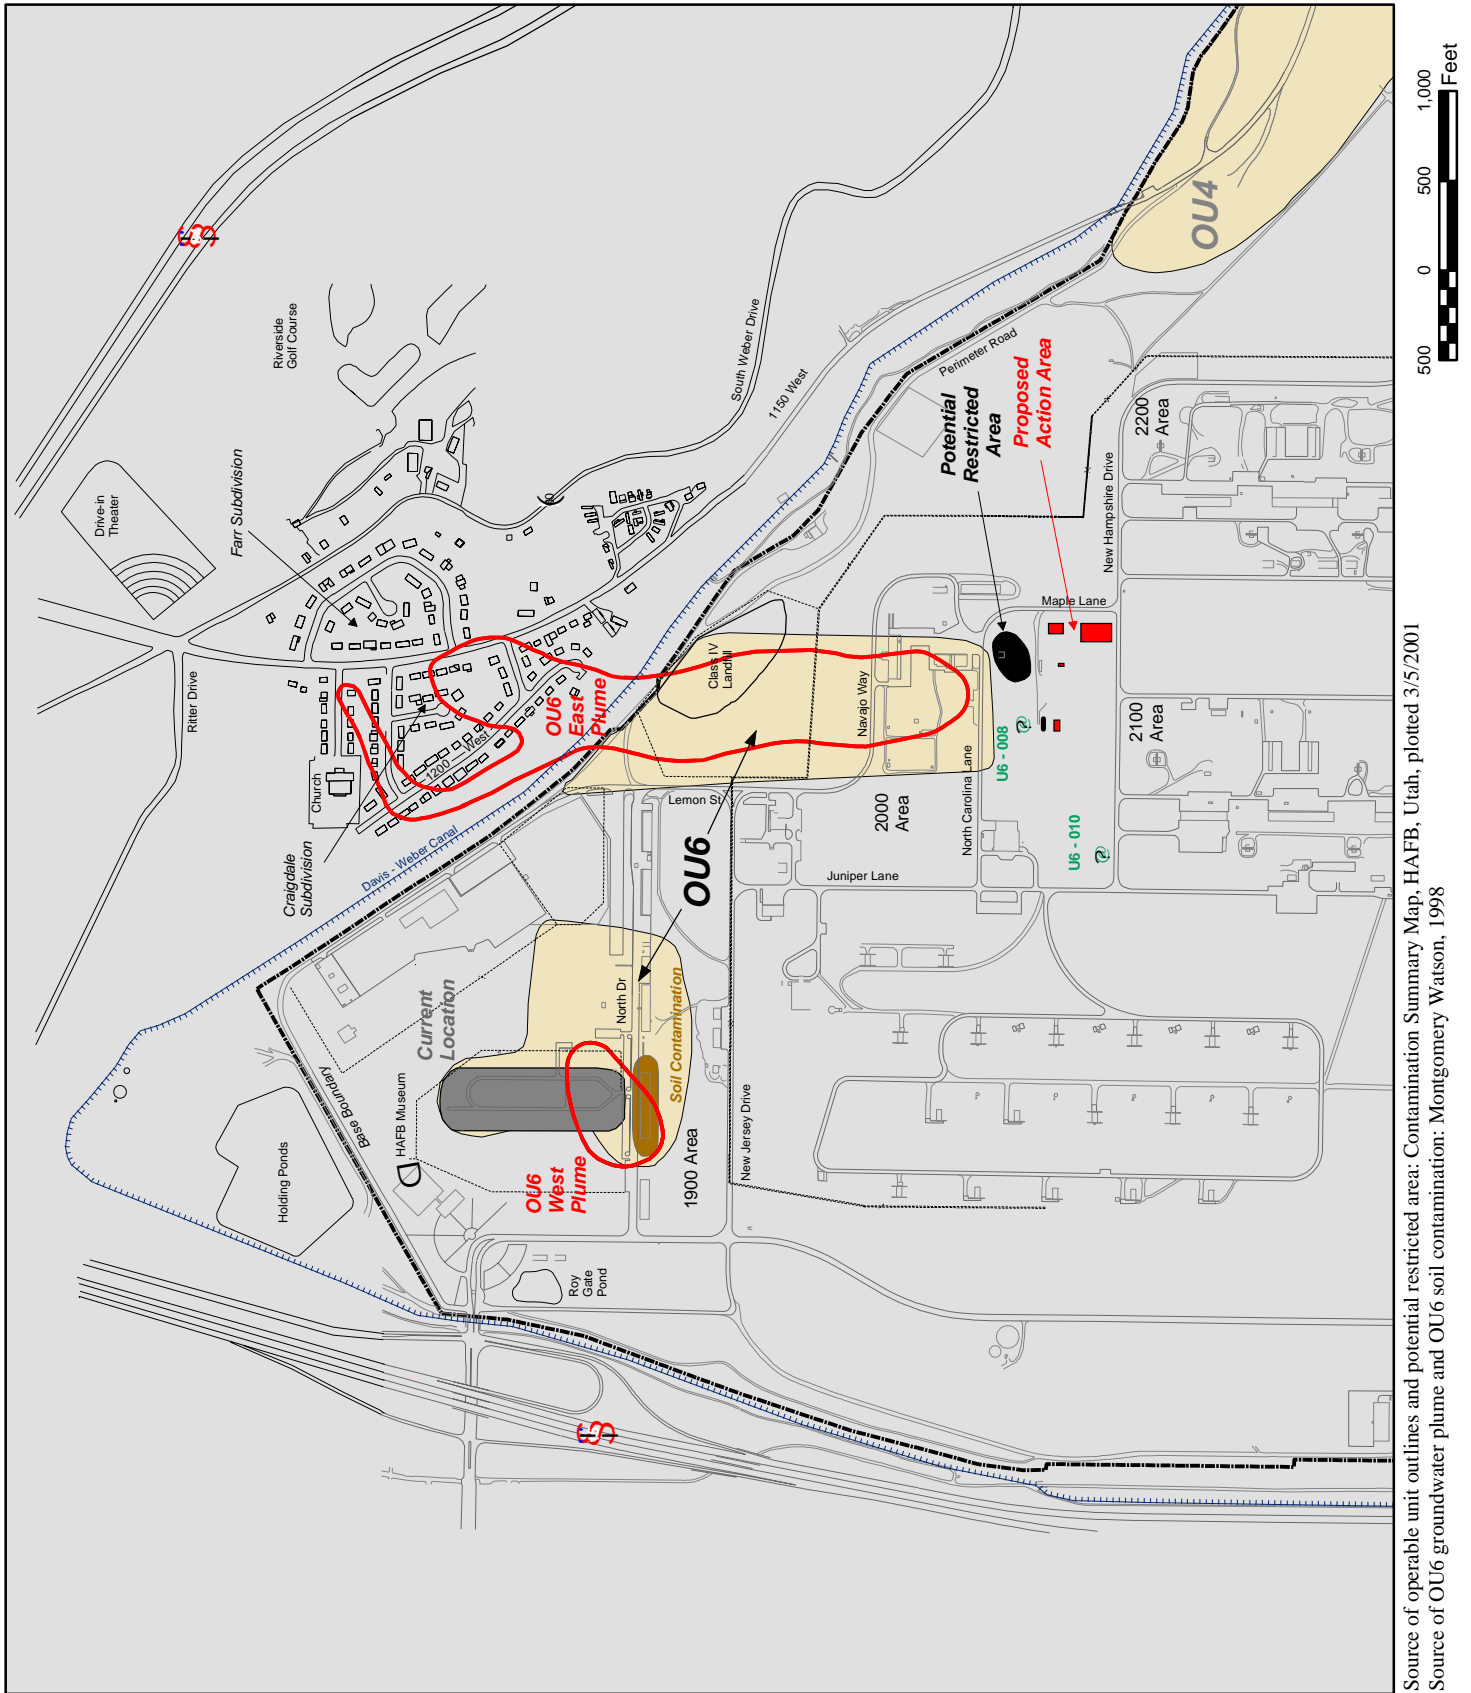 Drive-in
Theater
Riverside
Golf Course
Farr Subdivision
Ritter Drive
South Weber Drive
1150 West
Church
1200 West
Craigdale
Subdivision
Davis - Weber Canal
OU6
East
Plume
Class IV
Landfill
Perimeter Road
OU4
Potential
Restricted
Area
Proposed
Action Area
2200
Area
New Hampshire Drive
Maple Lane
Navajo Way
North Carolina Lane
U6 - 008
2100
Area
2000
Area
Lemon St
U6 - 010
Juniper Lane
OU6
Current
Location
North Dr
Soil Contamination
Base Boundary
HAFB Museum
Holding Ponds
OU6
West
Plume
1900 Area
New Jersey Drive
Roy
Gate
Pond
500 0 500 1,000
Feet
Source of operable unit outlines and potential restricted area: Contamination Summary Map, HAFB, Utah, plotted 3/5/2001
Source of OU6 groundwater plume and OU6 soil contamination: Montgomery Watson, 1998